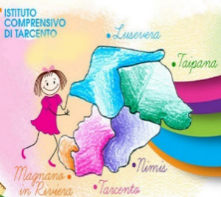 ISTITUTO
COMPRENSIVO
DI TARCENTO
Lusevera
Taipana
Nimis
Magnano
in Riviera
Tarcento